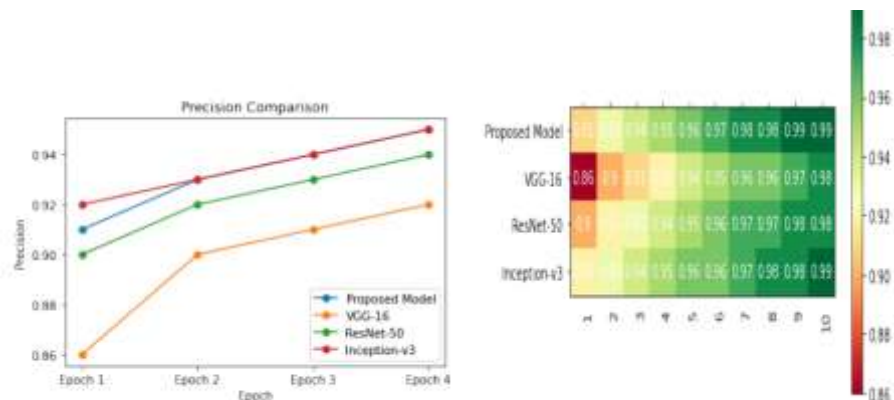 Precision Comparison
Precision
0.94
0.92
0.90
0.88
0.86
Proposed Model
VGG-16
ResNet-50
Inception-v3
Epoch 1 Epoch 2 Epoch 3 Epoch 4
Epoch
Proposed Model 0.95 0.96 0.97 0.98 0.98 0.99 0.99
VGG-16 0.86 0.9 0.94 0.95 0.96 0.96 0.97 0.98
ResNet-50 0.9 0.94 0.95 0.96 0.97 0.97 0.98 0.98
Inception-v3 0.94 0.95 0.96 0.96 0.97 0.98 0.98 0.99
1 2 3 4 5 6 7 8 9 10
0.98
0.96
0.94
0.92
0.90
0.88
0.86